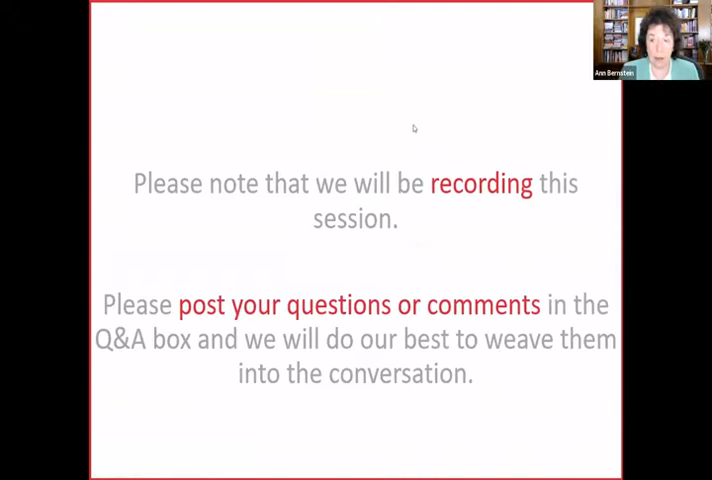 Ann Bernstein
Please note that we will be recording this
session.
Please post your questions or comments in the
Q&A box and we will do our best to weave them
into the conversation.